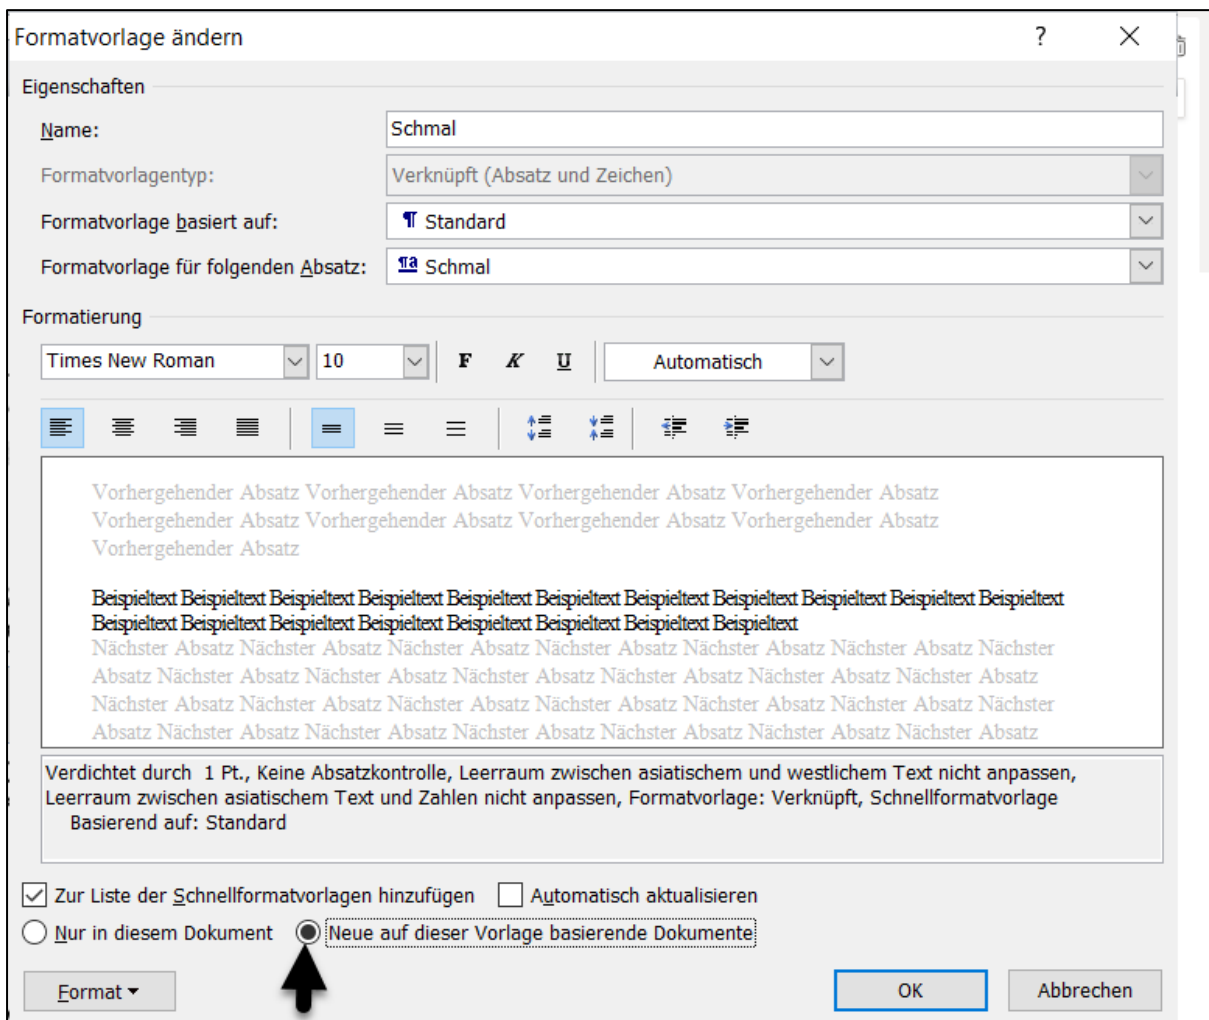 Formatvorlage ändern ?
Eigenschaften
Name: Schmal
Formatvorlagentyp: Verknüpft (Absatz und Zeichen)
Formatvorlage basiert auf: ¶ Standard
Formatvorlage für folgenden Absatz: ¶a Schmal
Formatierung
Times New Roman 10 F K U Automatisch
Vorhergehender Absatz Vorhergehender Absatz Vorhergehender Absatz Vorhergehender Absatz
Vorhergehender Absatz Vorhergehender Absatz Vorhergehender Absatz Vorhergehender Absatz
Vorhergehender Absatz
Beispieltext Beispieltext Beispieltext Beispieltext Beispieltext Beispieltext Beispieltext Beispieltext Beispieltext Beispieltext Beispieltext
Beispieltext Beispieltext Beispieltext Beispieltext Beispieltext Beispieltext Beispieltext Beispieltext
Nächster Absatz Nächster Absatz Nächster Absatz Nächster Absatz Nächster Absatz Nächster
Absatz Nächster Absatz Nächster Absatz Nächster Absatz Nächster Absatz Nächster Absatz
Nächster Absatz Nächster Absatz Nächster Absatz Nächster Absatz Nächster Absatz Nächster
Absatz Nächster Absatz Nächster Absatz Nächster Absatz Nächster Absatz Nächster Absatz
Verdichtet durch  1 Pt., Keine Absatzkontrolle, Leerraum zwischen asiatischem und westlichem Text nicht anpassen,
Leerraum zwischen asiatischem Text und Zahlen nicht anpassen, Formatvorlage: Verknüpft, Schnellformatvorlage
Basierend auf: Standard
Zur Liste der Schnellformatvorlagen hinzufügen Automatisch aktualisieren
Nur in diesem Dokument Neue auf dieser Vorlage basierende Dokumente
Format OK Abbrechen